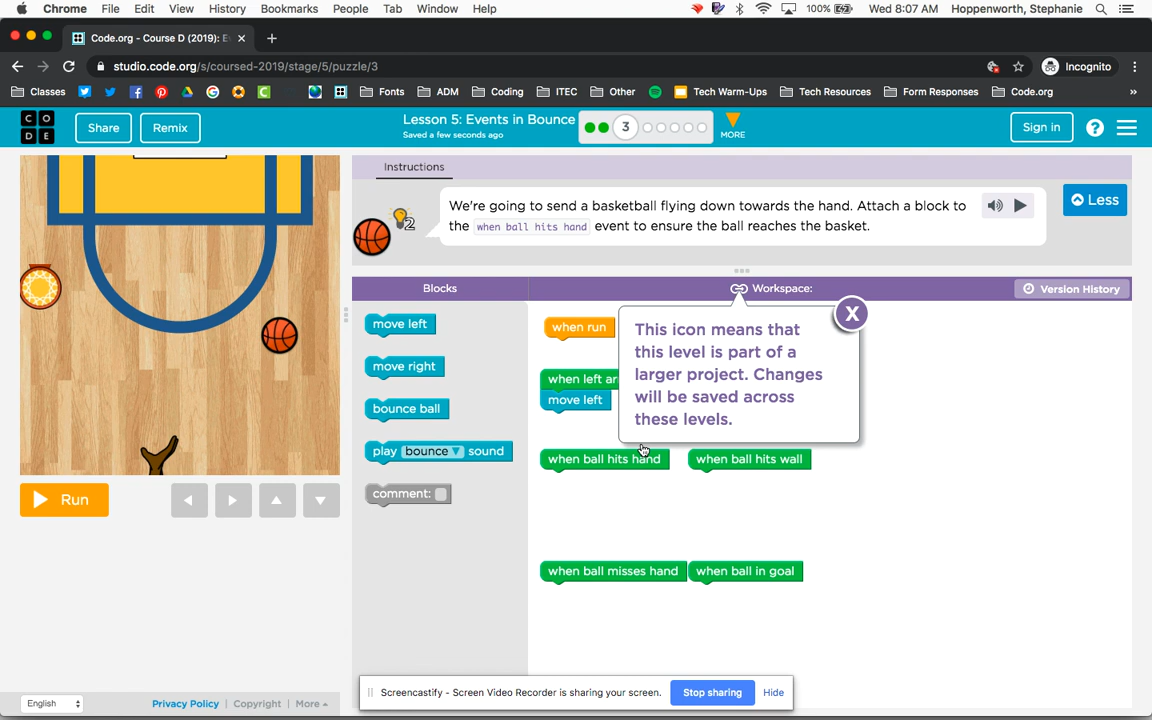 Chrome File Edit View History Bookmarks People Tab Window Help 100% Wed 8:07 AM Hoppenworth, Stephanie
Code.org - Course D (2019): E
studio.code.org/s/coursed-2019/stage/5/puzzle/3 Incognito
Classes Fonts ADM Coding ITEC Other Tech Warm-Ups Tech Resources Form Responses Code.org »
C O
D E
Share Remix Lesson 5: Events in Bounce 3 MORE Sign in ?
Saved a few seconds ago
Instructions
2
We're going to send a basketball flying down towards the hand. Attach a block to
the when ball hits hand event to ensure the ball reaches the basket.
Less
Blocks Workspace: Version History
move left
move right
bounce ball
play bounce sound
comment:
when run
when left ar
move left
This icon means that
this level is part of a
larger project. Changes
will be saved across
these levels.
X
when ball hits hand when ball hits wall
when ball misses hand when ball in goal
Run
Screencastify - Screen Video Recorder is sharing your screen. Stop sharing Hide
English Privacy Policy | Copyright | More